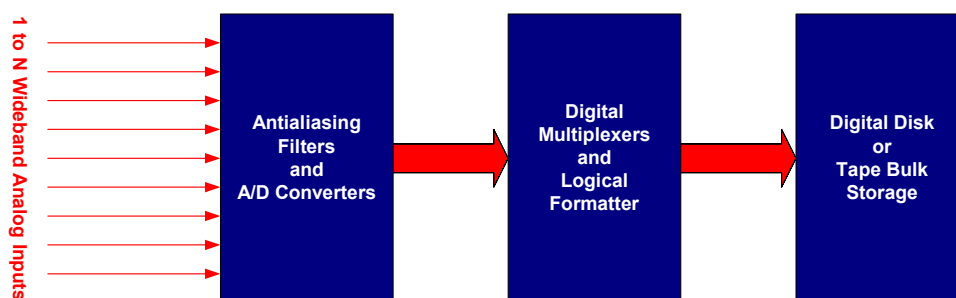 1 to N Wideband Analog Inputs
Antialiasing
Filters
and
A/D Converters
Digital
Multiplexers
and
Logical
Formatter
Digital Disk
or
Tape Bulk
Storage